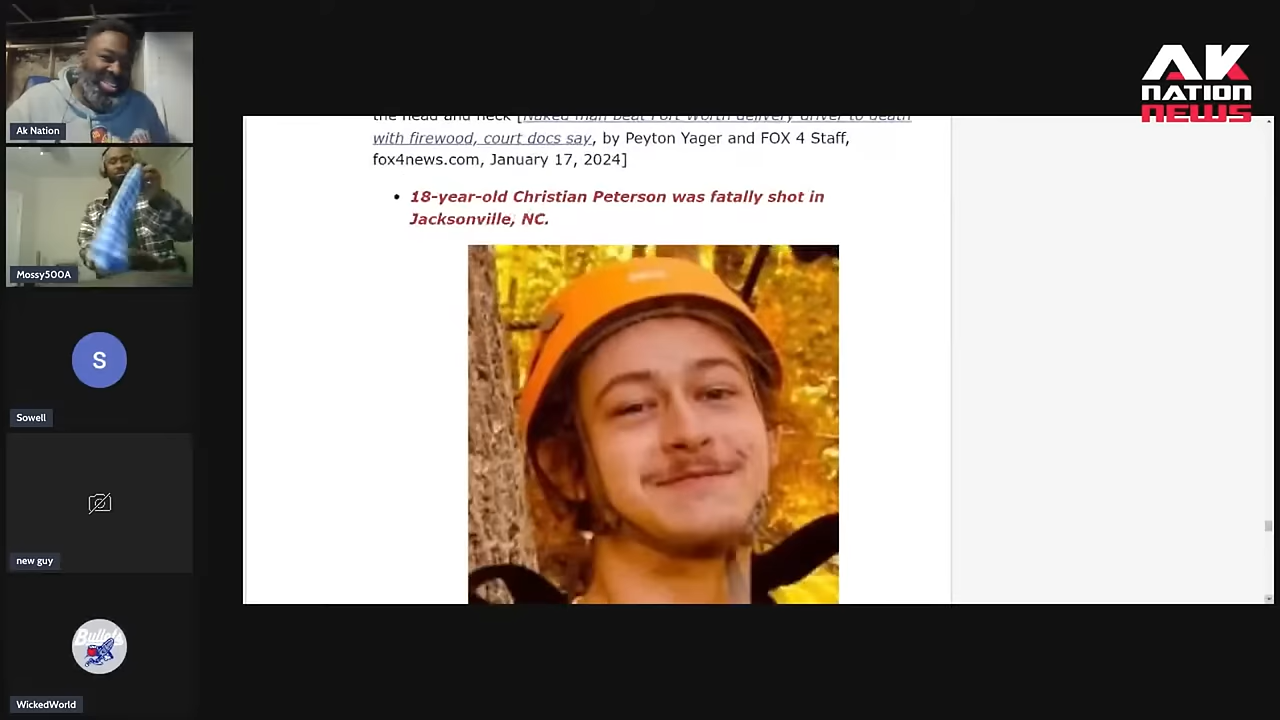 AK
NATION
NEWS
Ak Nation
Mossy500A
S
Sowell
new guy
Bullets
WickedWorld
the head and neck [Naked man beat Fort Worth delivery driver to death
with firewood, court docs say, by Peyton Yager and FOX 4 Staff,
fox4news.com, January 17, 2024]
• 18-year-old Christian Peterson was fatally shot in
Jacksonville, NC.